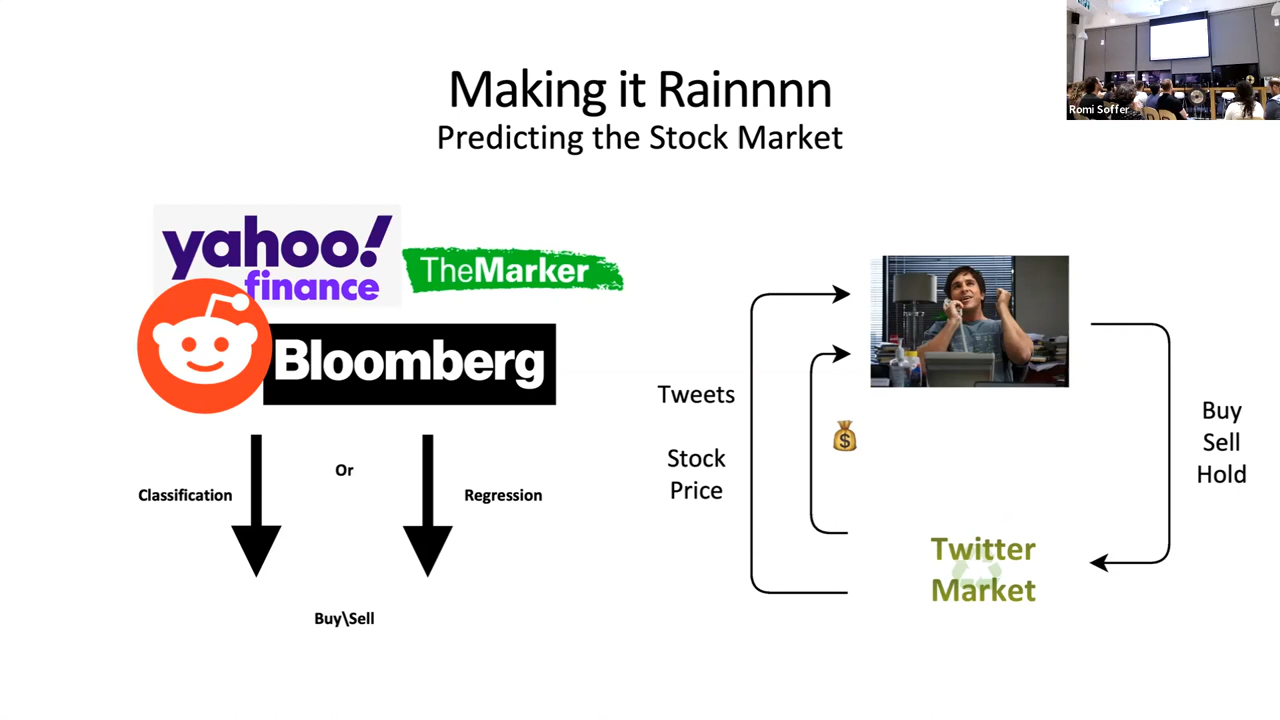 Making it Rainnnn
Predicting the Stock Market
Romi Soffer
yahoo!
finance
TheMarker
Bloomberg
Classification
Or
Regression
Buy\Sell
Tweets
Stock
Price
$
Buy
Sell
Hold
Twitter
Market